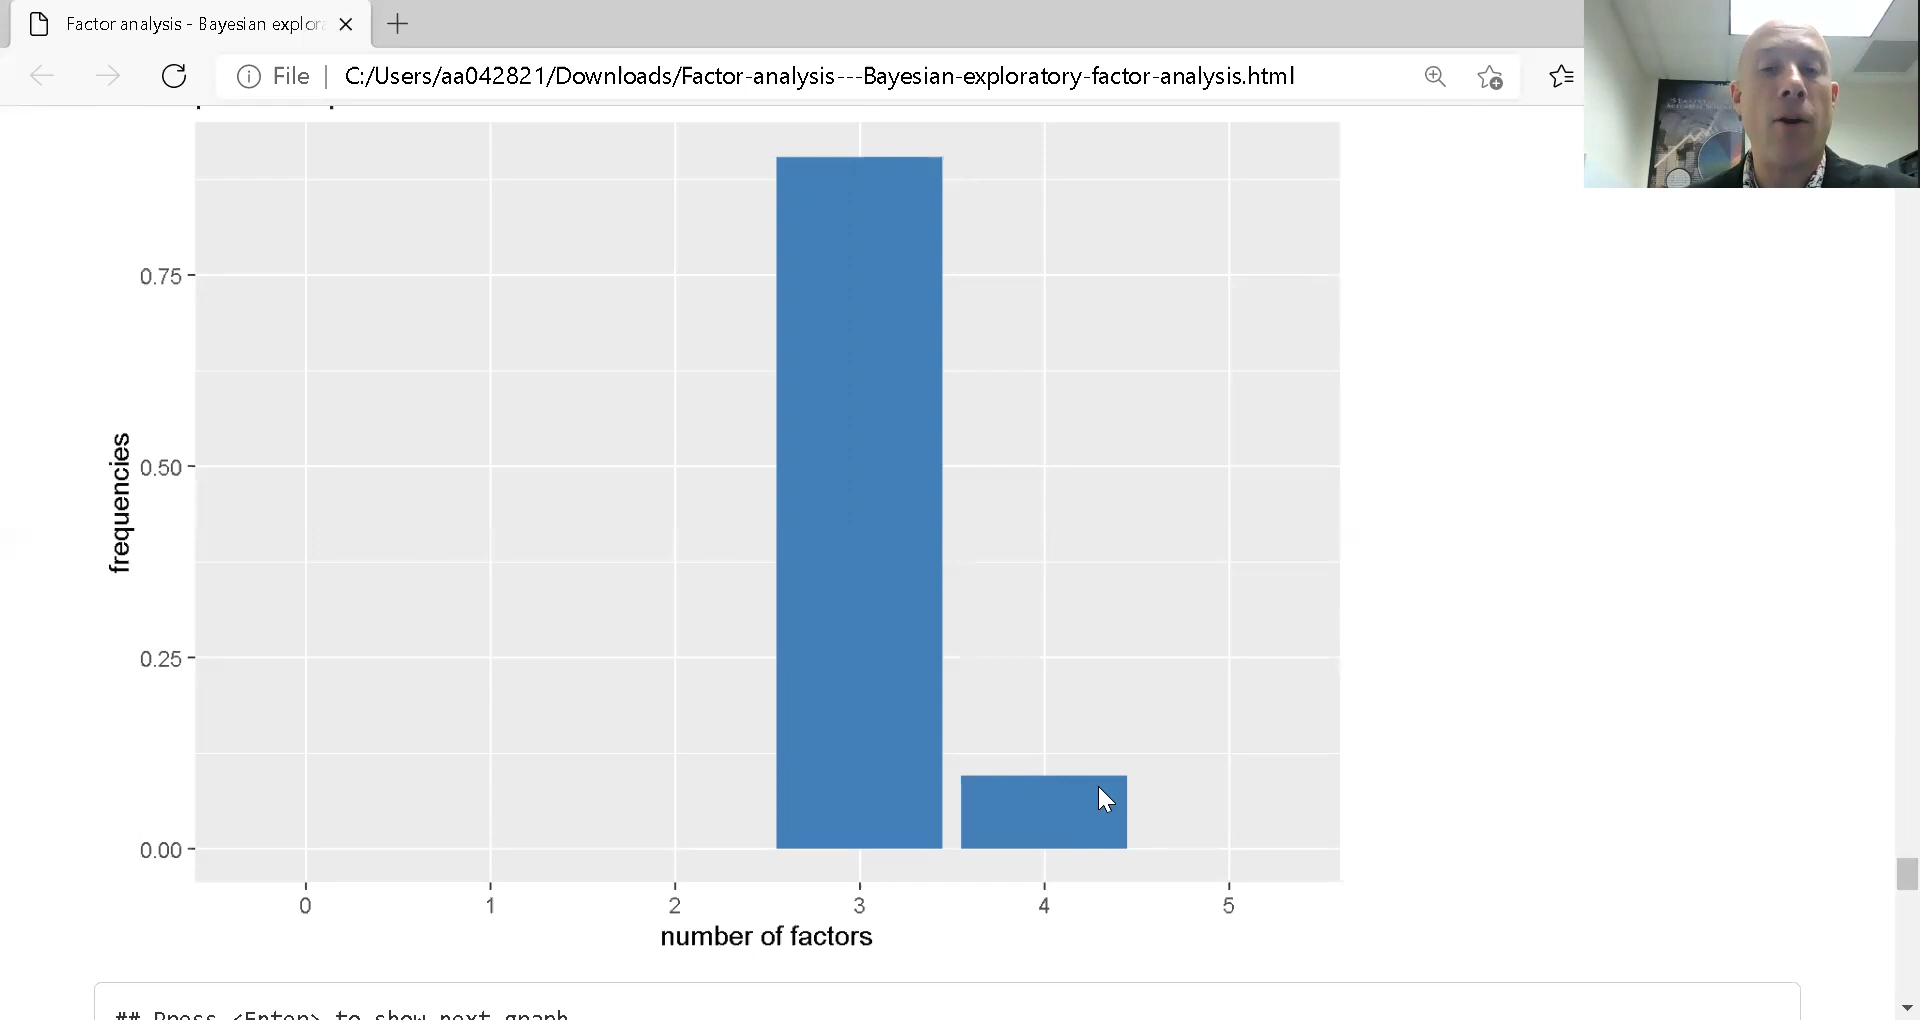 Factor analysis - Bayesian explor
File | C:/Users/aa042821/Downloads/Factor-analysis---Bayesian-exploratory-factor-analysis.html
0.75
0.50
0.25
0.00
frequencies
0 1 2 3 4 5
number of factors
## Press <Enter> to show next graph